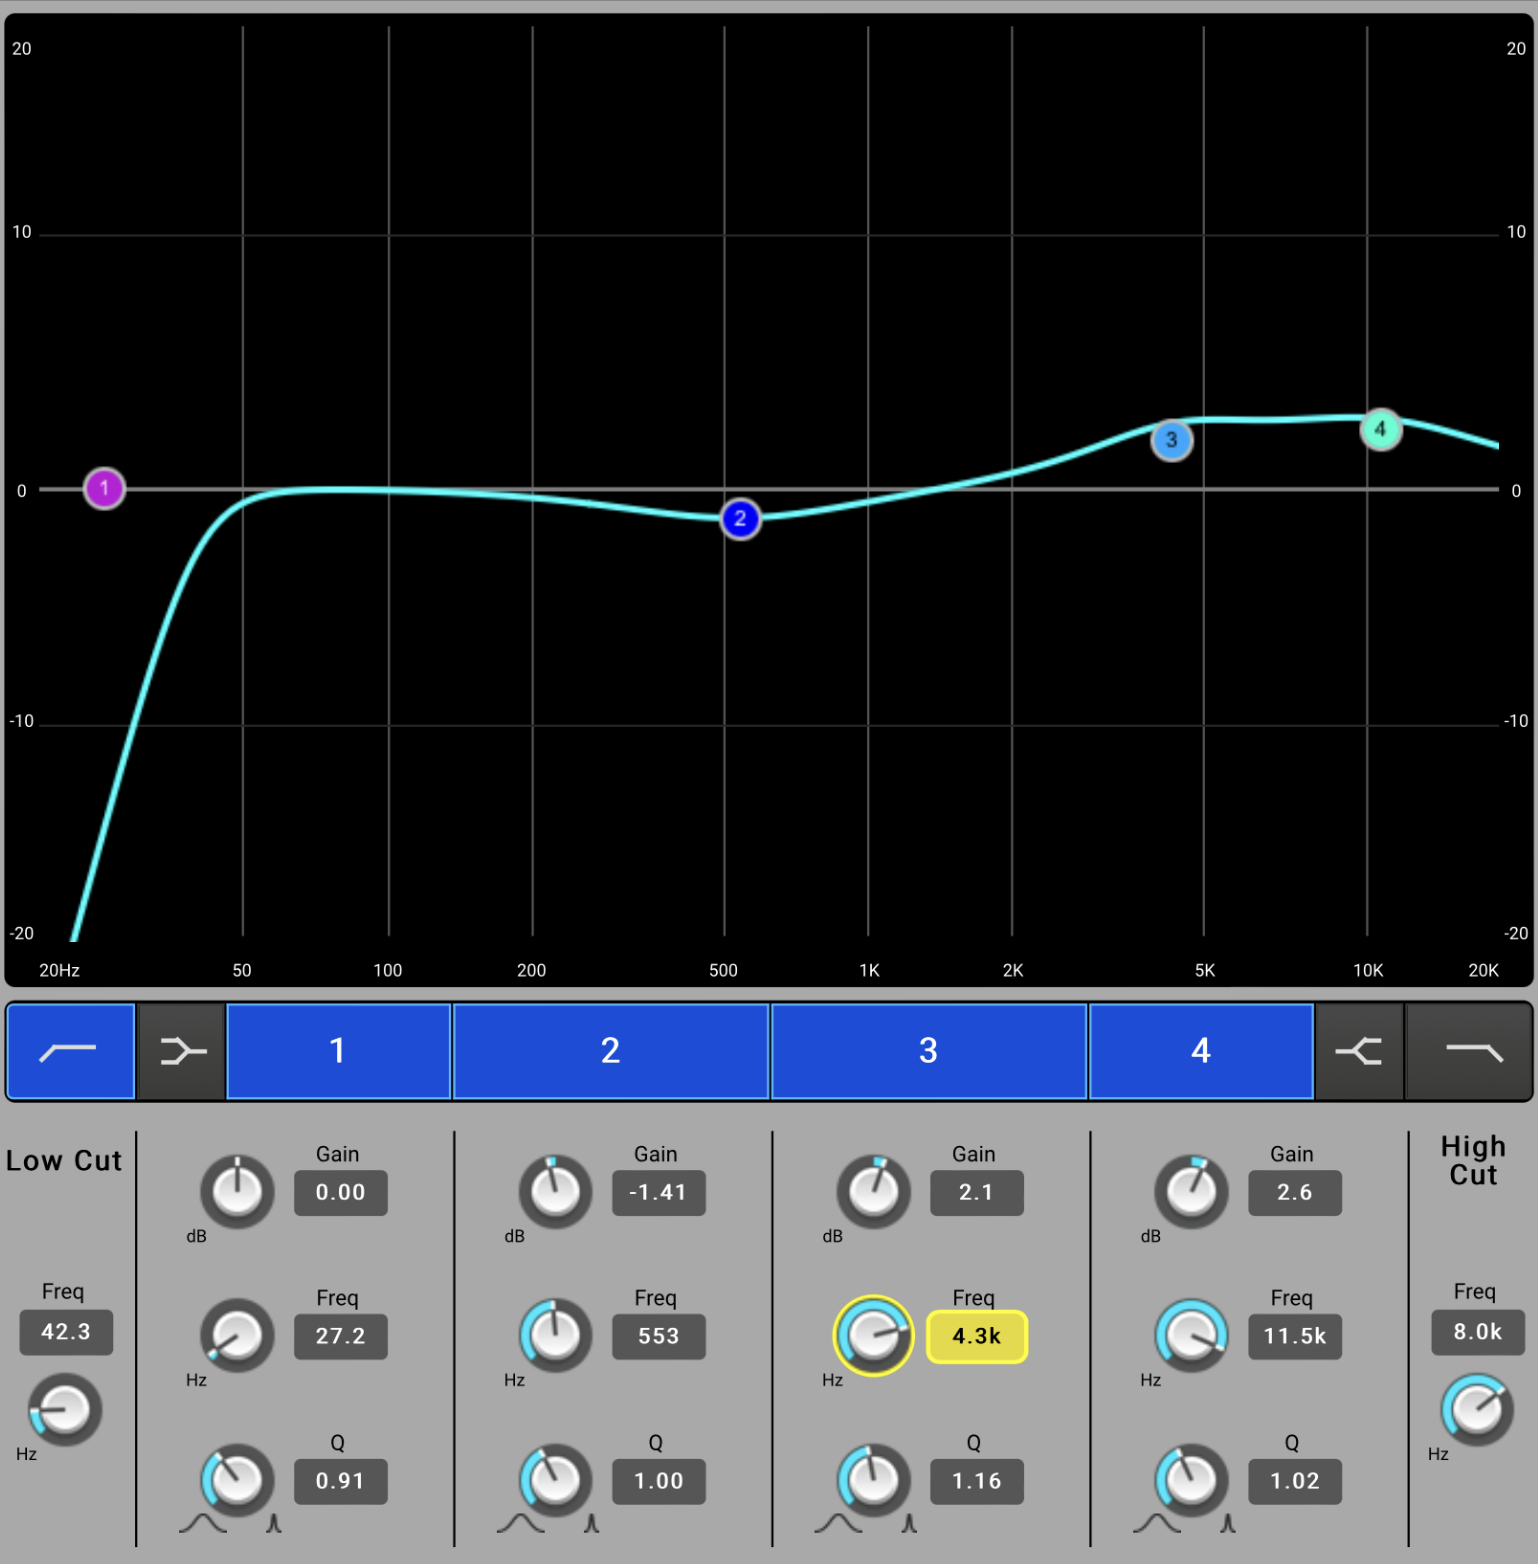 20 20
10 10
1 2 3 4
0 0
-10 -10
-20 -20
20Hz 50 100 200 500 1K 2K 5K 10K 20K
1 2 3 4
Low Cut
Freq
42.3
Hz
Gain
0.00
dB
Freq
27.2
Hz
Q
0.91
Gain
-1.41
dB
Freq
553
Hz
Q
1.00
Gain
2.1
dB
Freq
4.3k
Hz
Q
1.16
Gain
2.6
dB
Freq
11.5k
Hz
Q
1.02
High
Cut
Freq
8.0k
Hz